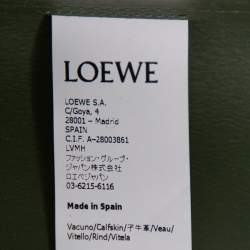 LOEWE
LOEWE S.A.
C/Goya, 4
28001 – Madrid
SPAIN
C.I.F. A-28003861
LVMH
ファッション・グループ・
ジャパン株式会社
ロエベジャパン
03-6215-6116
Made in Spain
Vacuno/Calfskin/子牛革/Veau/
Vitello/Rind/Vitela